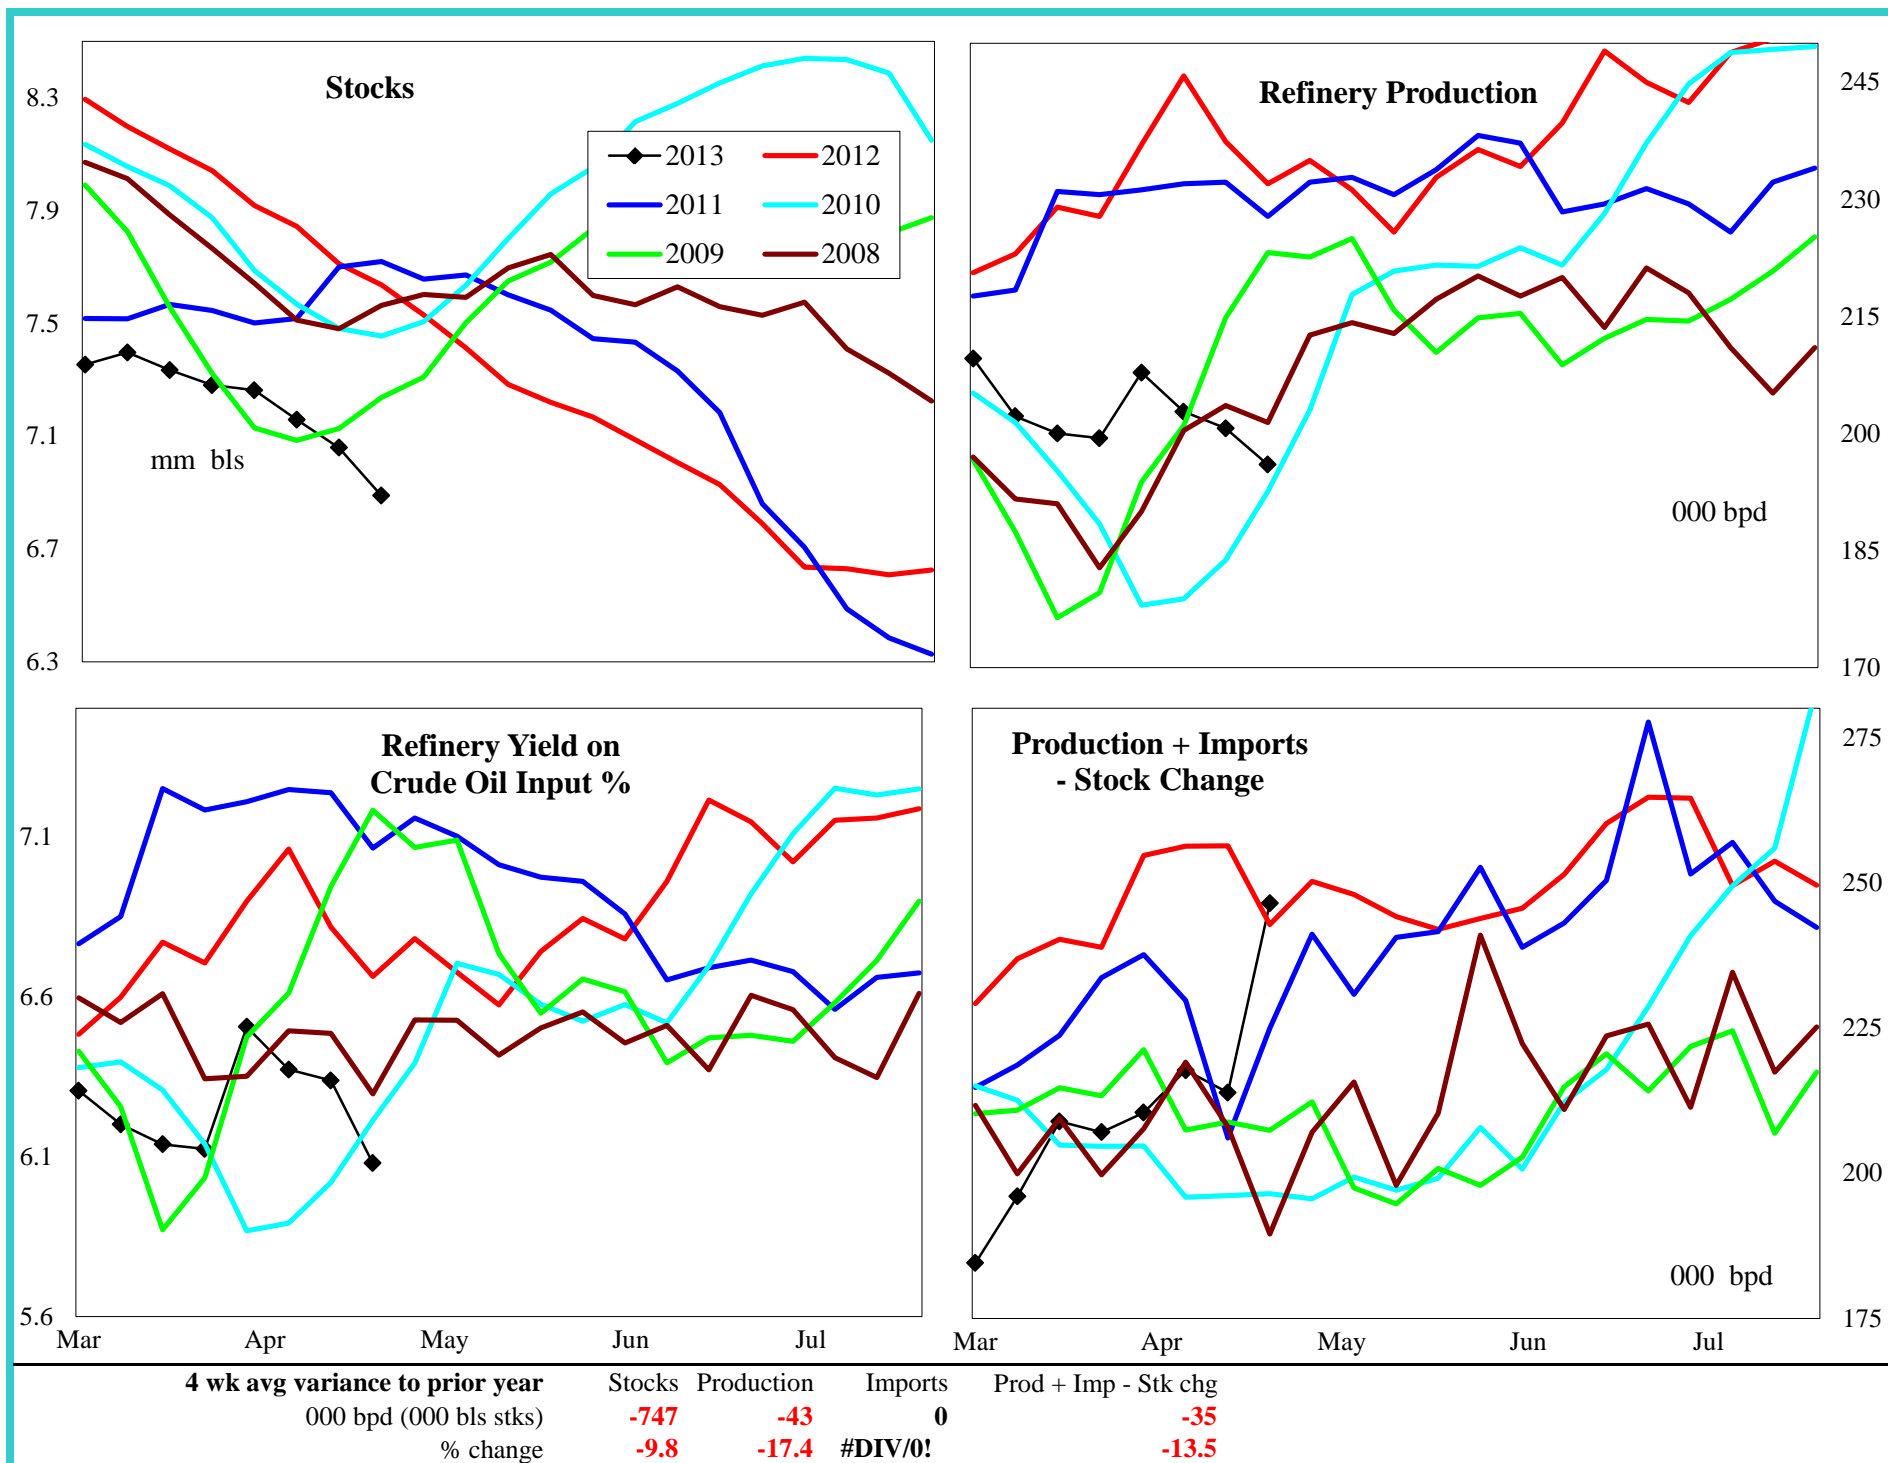 Stocks
8.3
7.9
7.5
7.1
6.7
6.3
mm bls
2013 2012
2011 2010
2009 2008
Refinery Production
245
230
215
200
185
170
000 bpd
Refinery Yield on
Crude Oil Input %
7.1
6.6
6.1
5.6
Mar Apr May Jun Jul
Production + Imports
- Stock Change
275
250
225
200
175
000 bpd
Mar Apr May Jun Jul
4 wk avg variance to prior year Stocks Production Imports Prod + Imp - Stk chg
000 bpd (000 bls stks) -747 -43 0 -35
% change -9.8 -17.4 #DIV/0! -13.5